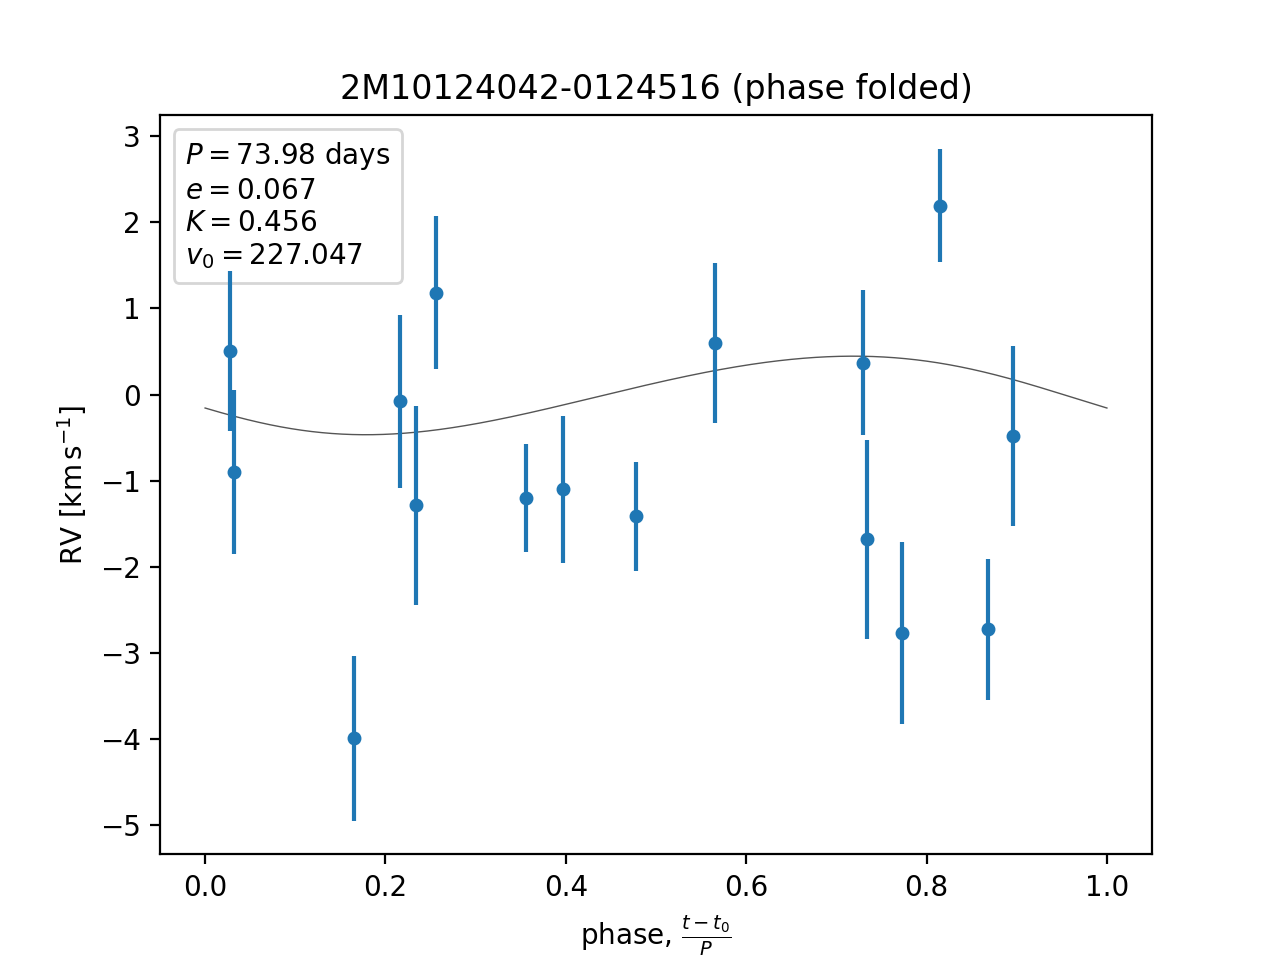 2M10124042-0124516 (phase folded)
P = 73.98 days
e = 0.067
K = 0.456
v₀ = 227.047
3
2
1
0
−1
−2
−3
−4
−5
RV [km s⁻¹]
0.0 0.2 0.4 0.6 0.8 1.0
phase, (t − t₀)/P